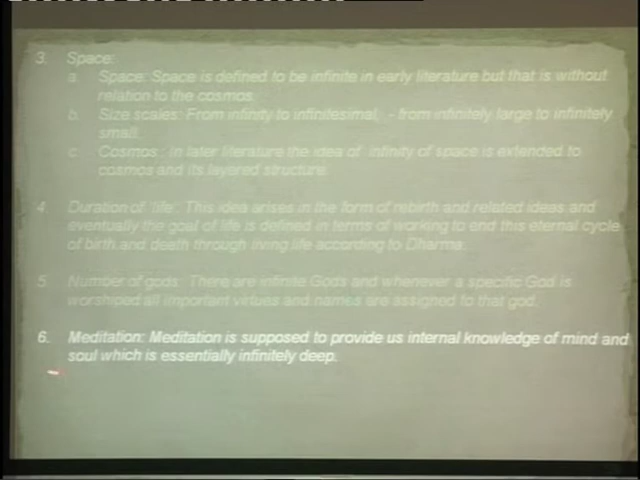 3. Space:
a. Space: Space is defined to be infinite in early literature but that is without
relation to the cosmos.
b. Size scales: From infinity to infinitesimal, - from infinitely large to infinitely
small.
c. Cosmos : In later literature the idea of infinity of space is extended to
cosmos and its layered structure.
4. Duration of 'life': This idea arises in the form of rebirth and related ideas and
eventually the goal of life is defined in terms of working to end this eternal cycle
of birth and death through living life according to Dharma.
5. Number of gods: There are infinite Gods and whenever a specific God is
worshiped all important virtues and names are assigned to that god.
6. Meditation: Meditation is supposed to provide us internal knowledge of mind and
soul which is essentially infinitely deep.